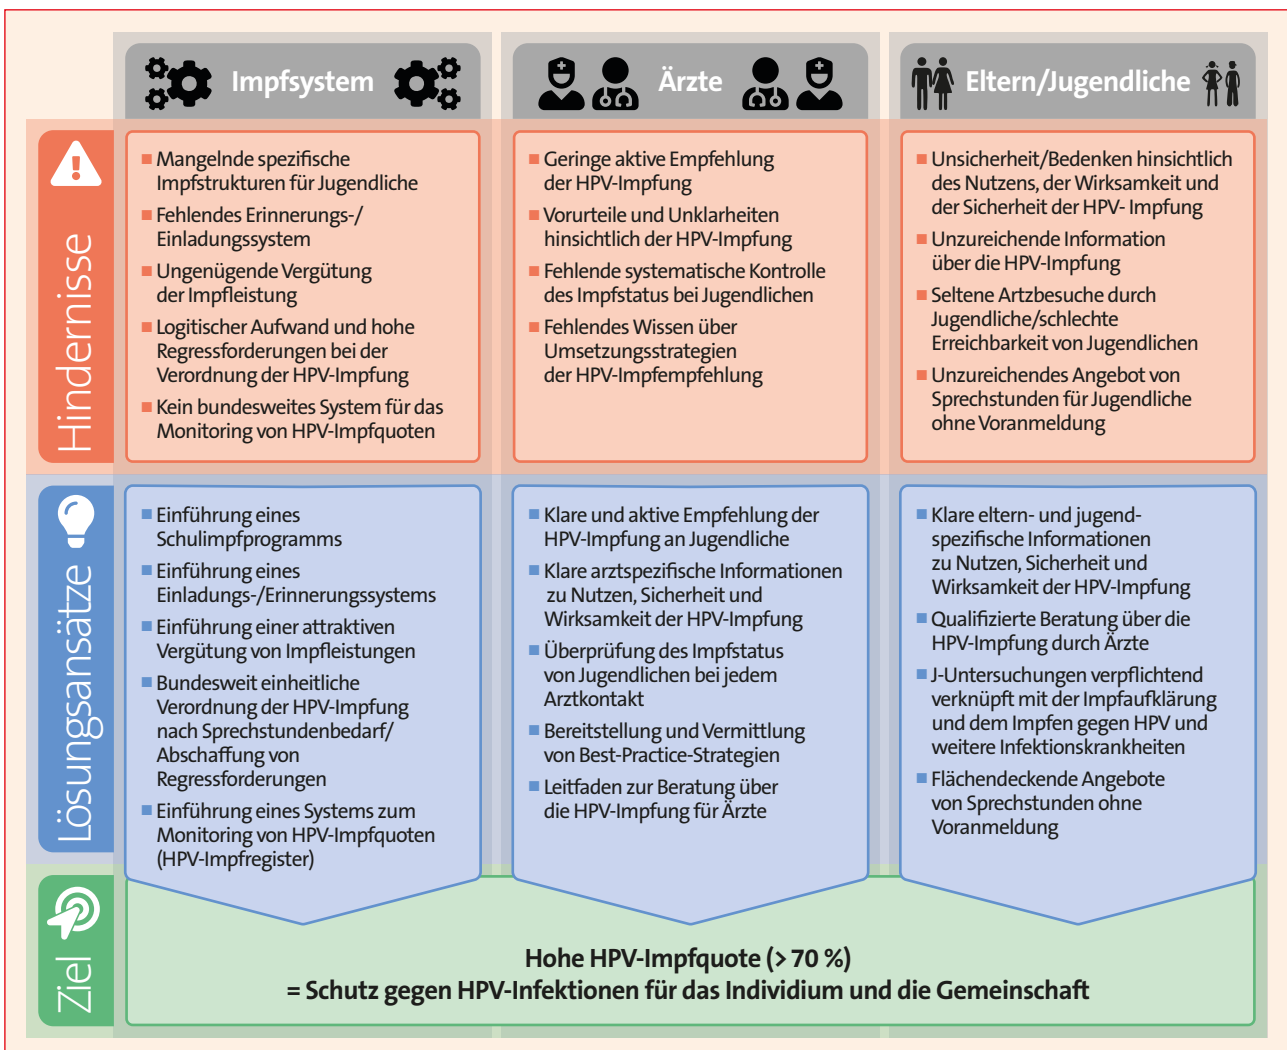 Impfsystem
Ärzte
Eltern/Jugendliche
Hindernisse
■ Mangelnde spezifische
Impfstrukturen für Jugendliche
■ Fehlendes Erinnerungs-/
Einladungssystem
■ Ungenügende Vergütung
der Impfleistung
■ Logitischer Aufwand und hohe
Regressforderungen bei der
Verordnung der HPV-Impfung
■ Kein bundesweites System für das
Monitoring von HPV-Impfquoten
■ Geringe aktive Empfehlung
der HPV-Impfung
■ Vorurteile und Unklarheiten
hinsichtlich der HPV-Impfung
■ Fehlende systematische Kontrolle
des Impfstatus bei Jugendlichen
■ Fehlendes Wissen über
Umsetzungsstrategien
der HPV-Impfempfehlung
■ Unsicherheit/Bedenken hinsichtlich
des Nutzens, der Wirksamkeit und
der Sicherheit der HPV- Impfung
■ Unzureichende Information
über die HPV-Impfung
■ Seltene Artzbesuche durch
Jugendliche/schlechte
Erreichbarkeit von Jugendlichen
■ Unzureichendes Angebot von
Sprechstunden für Jugendliche
ohne Voranmeldung
Lösungsansätze
■ Einführung eines
Schulimpfprogramms
■ Einführung eines
Einladungs-/Erinnerungssystems
■ Einführung einer attraktiven
Vergütung von Impfleistungen
■ Bundesweit einheitliche
Verordnung der HPV-Impfung
nach Sprechstundenbedarf/
Abschaffung von
Regressforderungen
■ Einführung eines Systems zum
Monitoring von HPV-Impfquoten
(HPV-Impfregister)
■ Klare und aktive Empfehlung der
HPV-Impfung an Jugendliche
■ Klare arztspezifische Informationen
zu Nutzen, Sicherheit und
Wirksamkeit der HPV-Impfung
■ Überprüfung des Impfstatus
von Jugendlichen bei jedem
Arztkontakt
■ Bereitstellung und Vermittlung
von Best-Practice-Strategien
■ Leitfaden zur Beratung über
die HPV-Impfung für Ärzte
■ Klare eltern- und jugend-
spezifische Informationen
zu Nutzen, Sicherheit und
Wirksamkeit der HPV-Impfung
■ Qualifizierte Beratung über die
HPV-Impfung durch Ärzte
■ J-Untersuchungen verpflichtend
verknüpft mit der Impfaufklärung
und dem Impfen gegen HPV und
weitere Infektionskrankheiten
■ Flächendeckende Angebote
von Sprechstunden ohne
Voranmeldung
Ziel
Hohe HPV-Impfquote (> 70 %)
= Schutz gegen HPV-Infektionen für das Individium und die Gemeinschaft